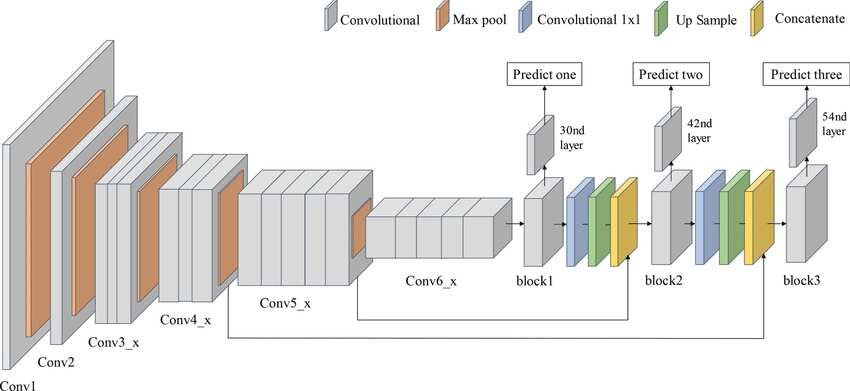 Convolutional
Max pool
Convolutional 1x1
Up Sample
Concatenate
Predict one
Predict two
Predict three
30nd
layer
42nd
layer
54nd
layer
Conv1
Conv2
Conv3_x
Conv4_x
Conv5_x
Conv6_x
block1
block2
block3